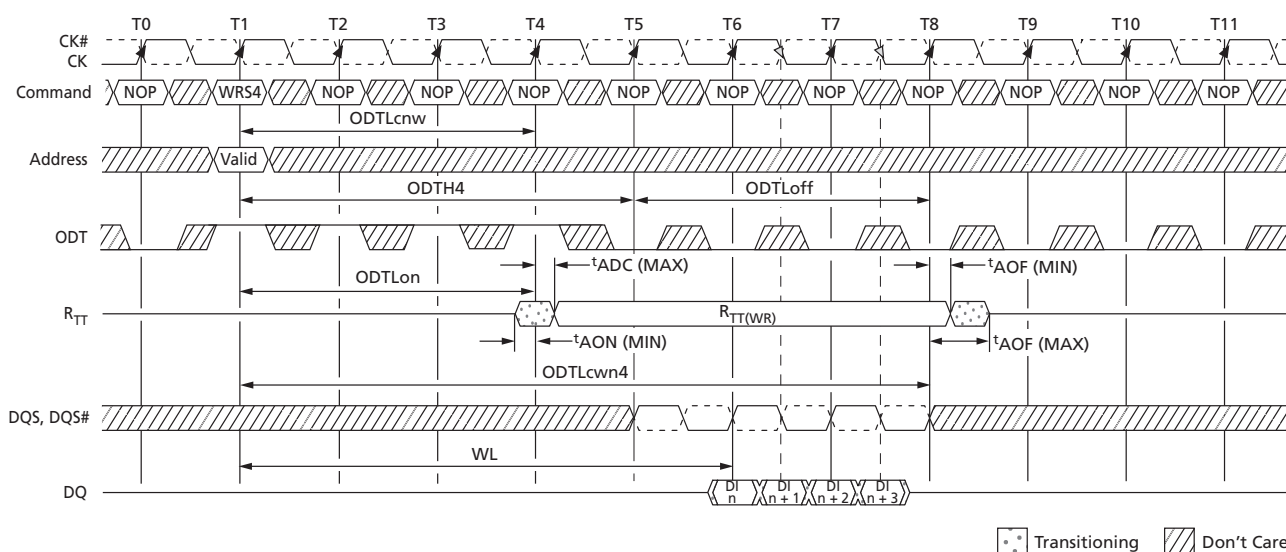 T0 T1 T2 T3 T4 T5 T6 T7 T8 T9 T10 T11
CK#
CK
Command NOP WRS4 NOP NOP NOP NOP NOP NOP NOP NOP NOP NOP
ODTLcnw
Address Valid
ODTH4 ODTLoff
ODT
tADC (MAX) tAOF (MIN)
ODTLon
RTT RTT(WR)
tAON (MIN) tAOF (MAX)
ODTLcwn4
DQS, DQS#
WL
DQ DI n DI n + 1 DI n + 2 DI n + 3
Transitioning Don't Care